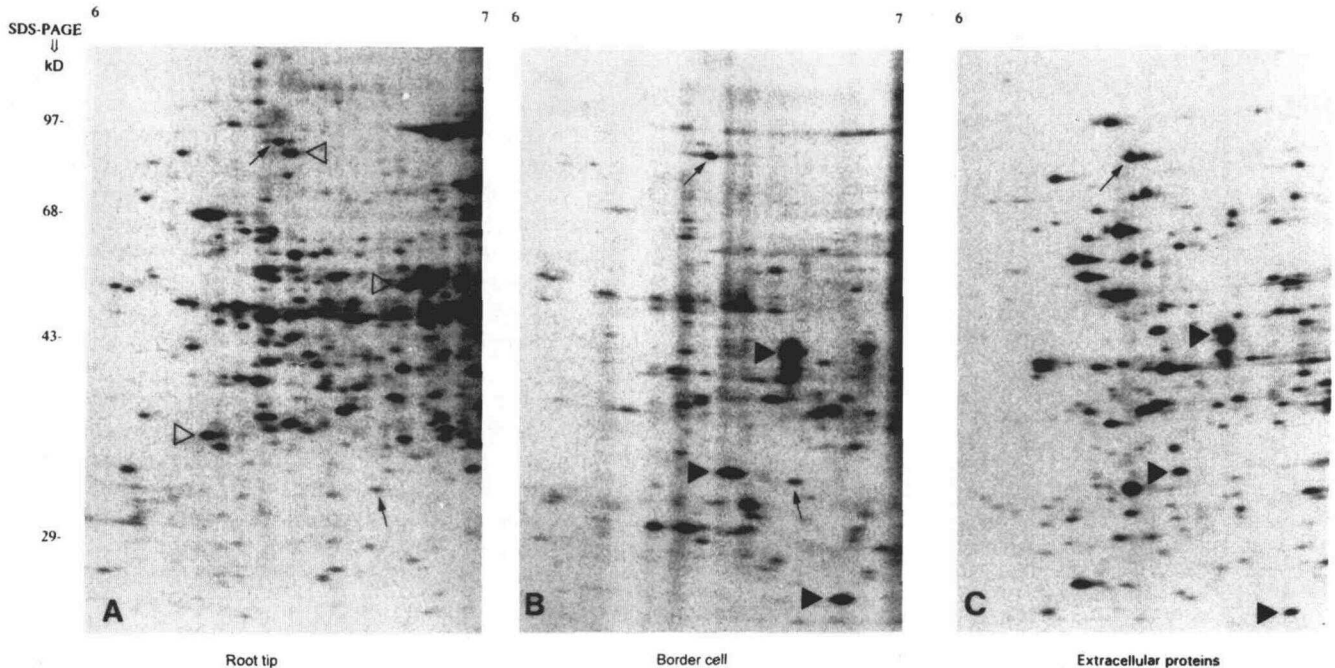 6 7 6 7 6
SDS-PAGE
⇓
kD
97-
68-
43-
29-
A B C
Root tip Border cell Extracellular proteins